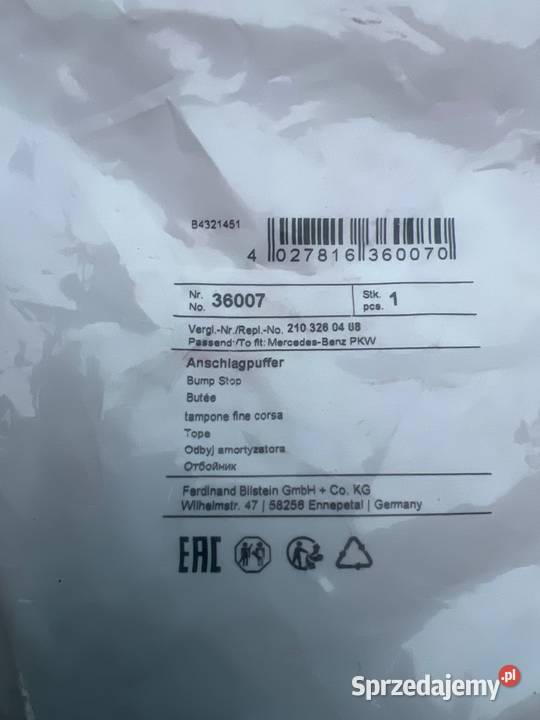 B4321451
4 027816 360070
Nr. No. 36007 Stk. pcs. 1
Vergl.-Nr./Repl.-No. 210 326 04 68
Passend/To fit: Mercedes-Benz PKW
Anschlagpuffer
Bump Stop
Butée
tampone fine corsa
Tope
Odbyj amortyzatora
Отбойник
Ferdinand Bilstein GmbH + Co. KG
Wilhelmstr. 47 | 58256 Ennepetal | Germany
EAC
Sprzedajemy.pl